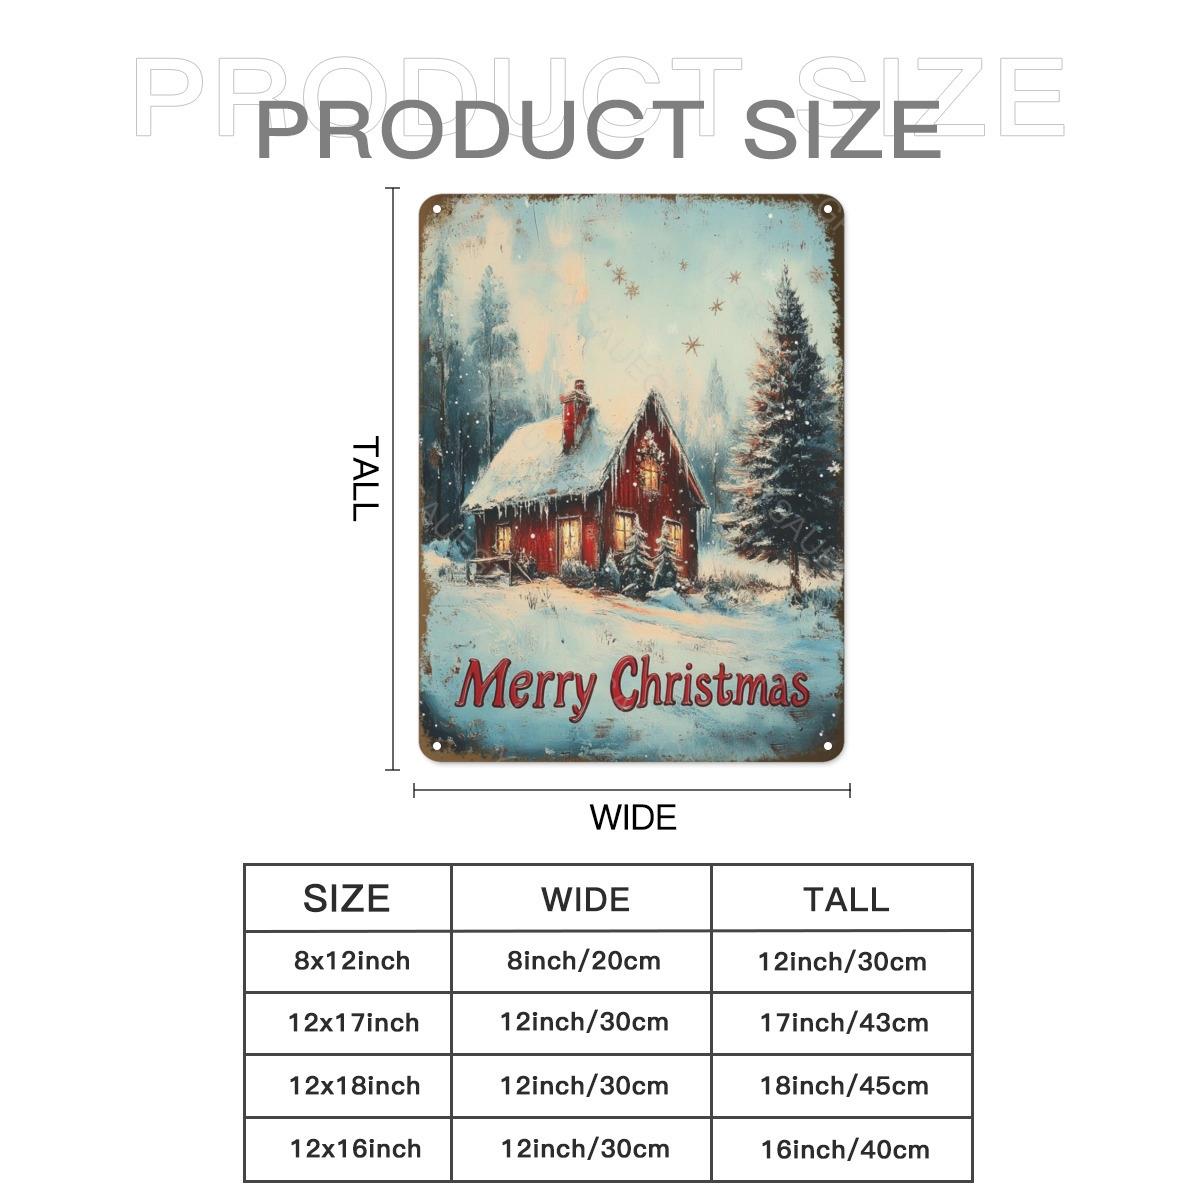 PRODUCT SIZE
PRODUCT SIZE
TALL
Merry Christmas
WIDE
SIZE WIDE TALL
8x12inch 8inch/20cm 12inch/30cm
12x17inch 12inch/30cm 17inch/43cm
12x18inch 12inch/30cm 18inch/45cm
12x16inch 12inch/30cm 16inch/40cm